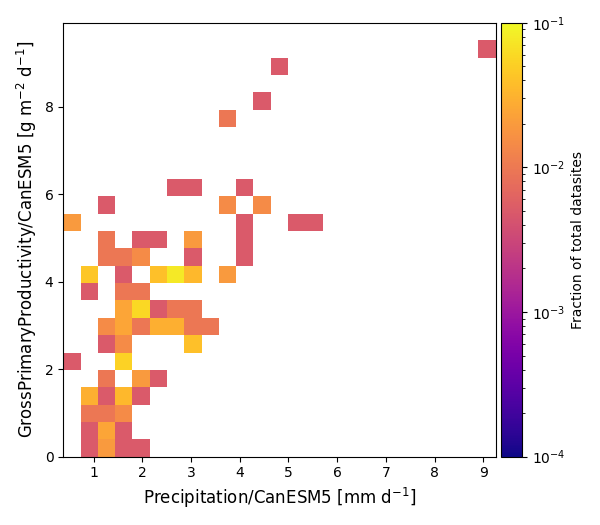 GrossPrimaryProductivity/CanESM5 [g m⁻² d⁻¹]
8
6
4
2
0
1 2 3 4 5 6 7 8 9
Precipitation/CanESM5 [mm d⁻¹]
10⁻¹
10⁻²
10⁻³
10⁻⁴
Fraction of total datasites